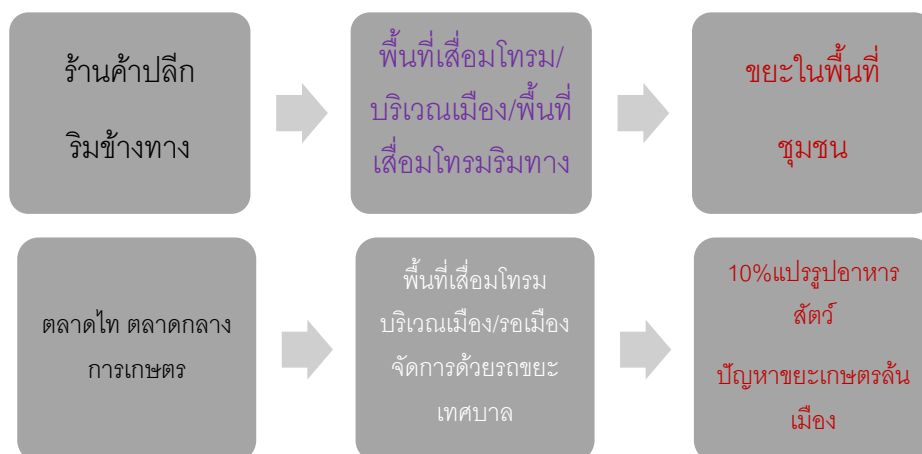 ร้านค้าปลีก
ริมข้างทาง
พื้นที่เสื่อมโทรม/
บริเวณเมือง/พื้นที่
เสื่อมโทรมริมทาง
ขยะในพื้นที่
ชุมชน
ตลาดไท ตลาดกลาง
การเกษตร
พื้นที่เสื่อมโทรม
บริเวณเมือง/รอเมือง
จัดการด้วยรถขยะ
เทศบาล
10%แปรรูปอาหาร
สัตว์
ปัญหาขยะเกษตรล้น
เมือง